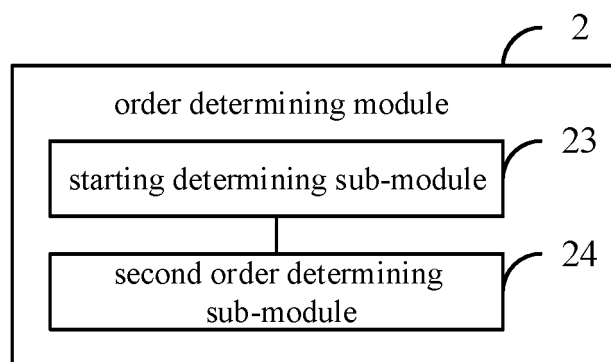 2
order determining module
23
starting determining sub-module
24
second order determining
sub-module